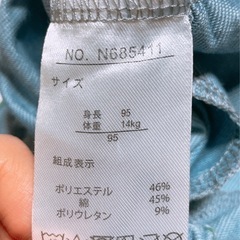 NO. N685411
サイズ
身長 95
体重 14kg
95
組成表示
ポリエステル 46%
綿 45%
ポリウレタン 9%